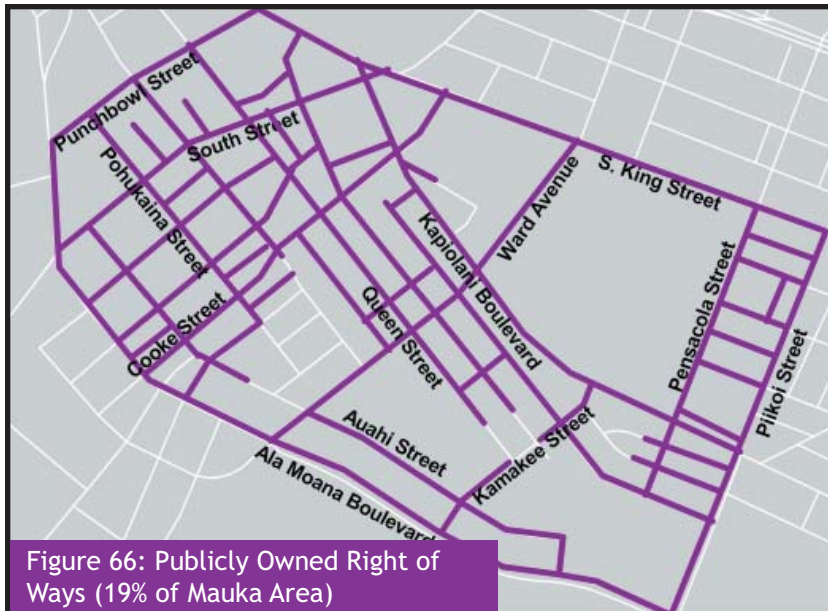 Punchbowl Street
South Street
Pohukaina Street
Cooke Street
Queen Street
Kapiolani Boulevard
Ward Avenue
S. King Street
Pensacola Street
Piikoi Street
Auahi Street
Kamakee Street
Ala Moana Boulevard
Figure 66: Publicly Owned Right of
Ways (19% of Mauka Area)